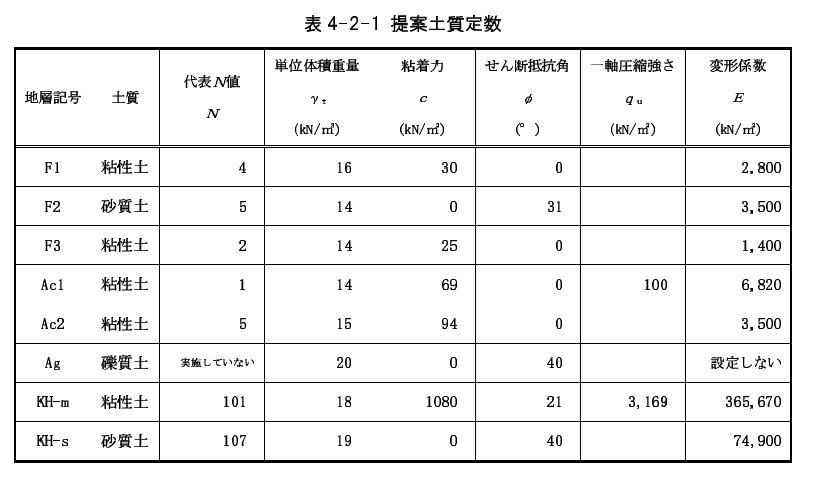 表 4-2-1 提案土質定数
地層記号 土質 代表N値 N 単位体積重量 γt (kN/㎥) 粘着力 c (kN/㎡) せん断抵抗角 φ (°) 一軸圧縮強さ qu (kN/㎡) 変形係数 E (kN/㎡)
F1 粘性土 4 16 30 0 2,800
F2 砂質土 5 14 0 31 3,500
F3 粘性土 2 14 25 0 1,400
Ac1 粘性土 1 14 69 0 100 6,820
Ac2 粘性土 5 15 94 0 3,500
Ag 礫質土 実施していない 20 0 40 設定しない
KH-m 粘性土 101 18 1080 21 3,169 365,670
KH-s 砂質土 107 19 0 40 74,900